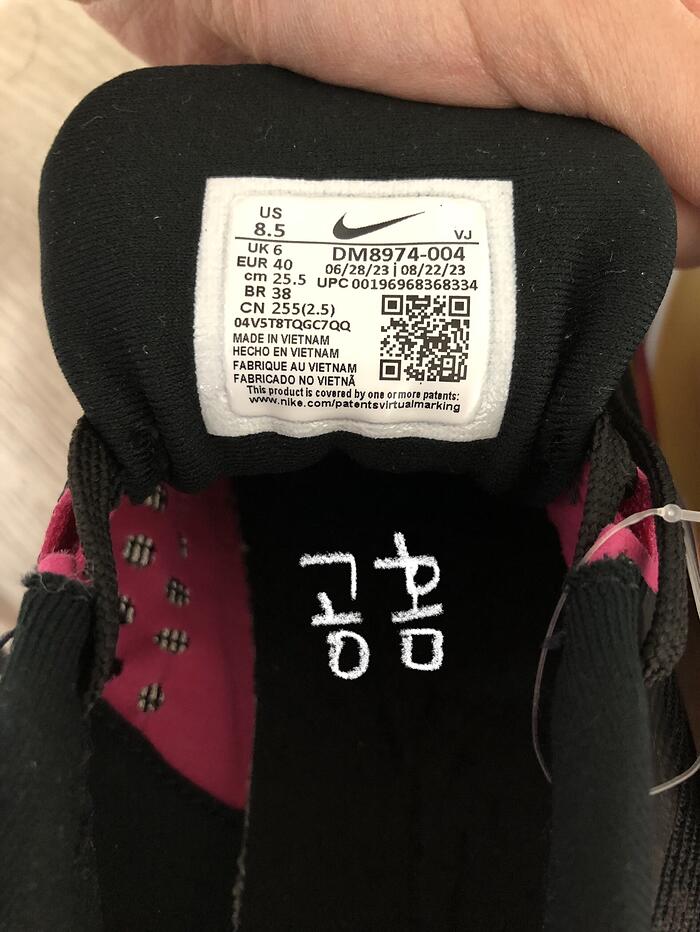 US
8.5
VJ
UK 6
EUR 40
cm 25.5
BR 38
CN 255(2.5)
DM8974-004
06/28/23 | 08/22/23
UPC 00196968368334
04V5T8TQGC7QQ
MADE IN VIETNAM
HECHO EN VIETNAM
FABRIQUE AU VIETNAM
FABRICADO NO VIETNÃ
This product is covered by one or more patents:
www.nike.com/patentsvirtualmarking
공홈